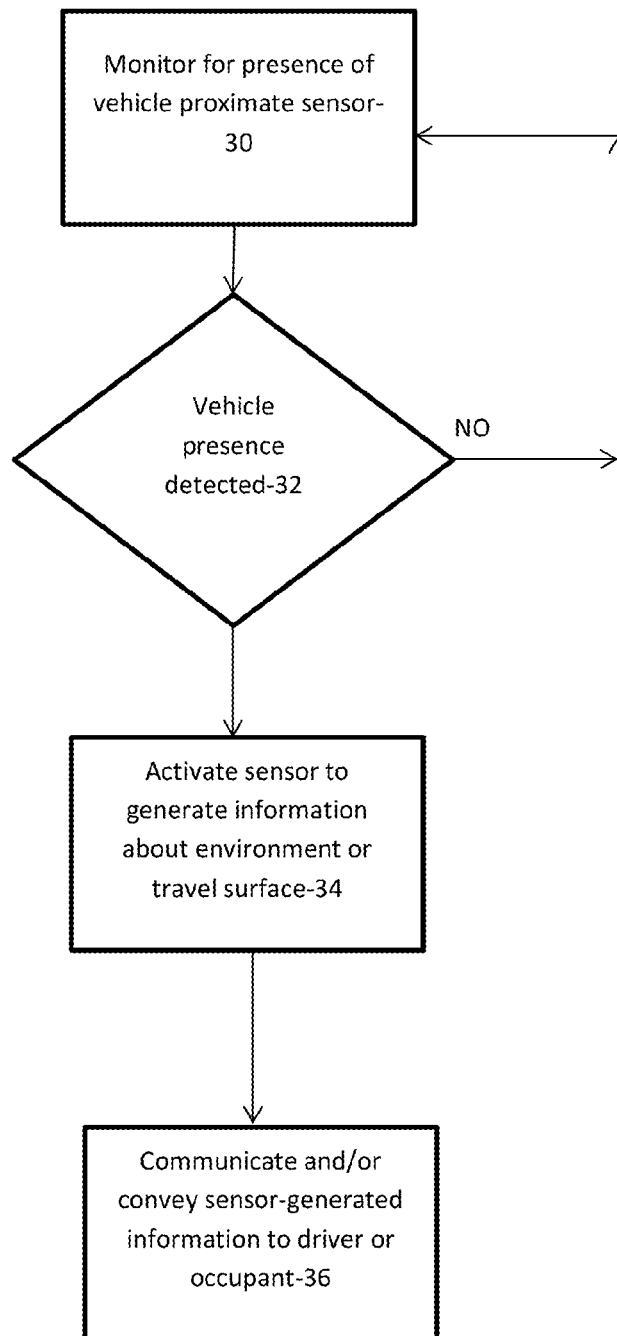 Monitor for presence of
vehicle proximate sensor-
30
Vehicle
presence
detected-32
NO
Activate sensor to
generate information
about environment or
travel surface-34
Communicate and/or
convey sensor-generated
information to driver or
occupant-36